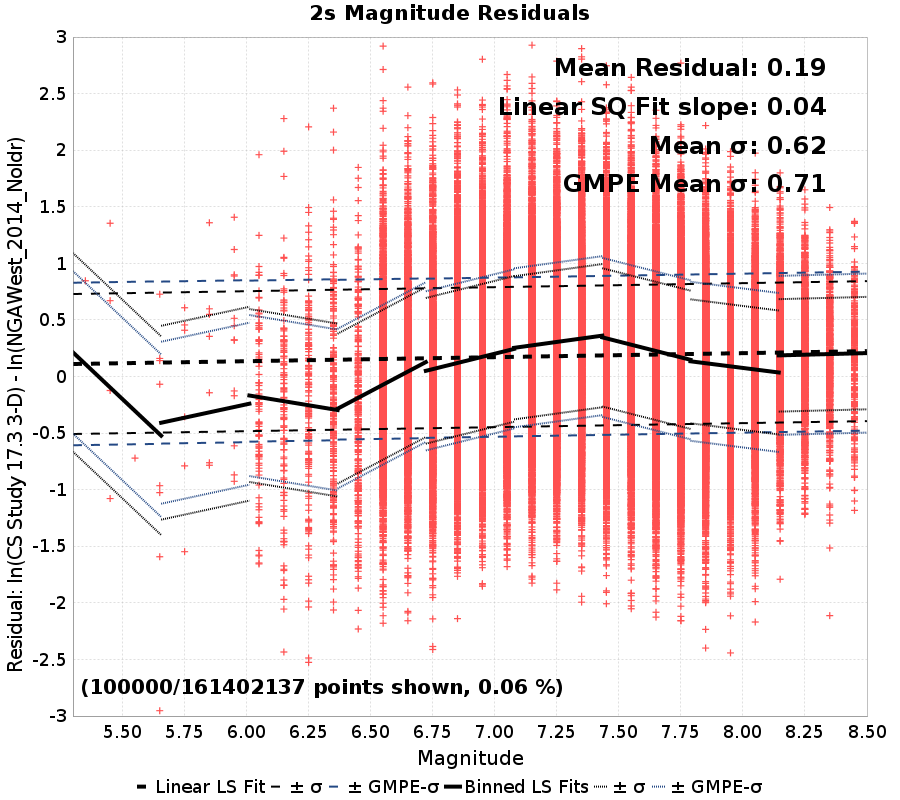 2s Magnitude Residuals
Mean Residual: 0.19
Linear SQ Fit slope: 0.04
Mean σ: 0.62
GMPE Mean σ: 0.71
Residual: ln(CS Study 17.3 3-D) - ln(NGAWest_2014_NoIdr)
3
2.5
2
1.5
1
0.5
0
-0.5
-1
-1.5
-2
-2.5
-3
(100000/161402137 points shown, 0.06 %)
5.50 5.75 6.00 6.25 6.50 6.75 7.00 7.25 7.50 7.75 8.00 8.25 8.50
Magnitude
Linear LS Fit ± σ ± GMPE-σ Binned LS Fits ± σ ± GMPE-σ